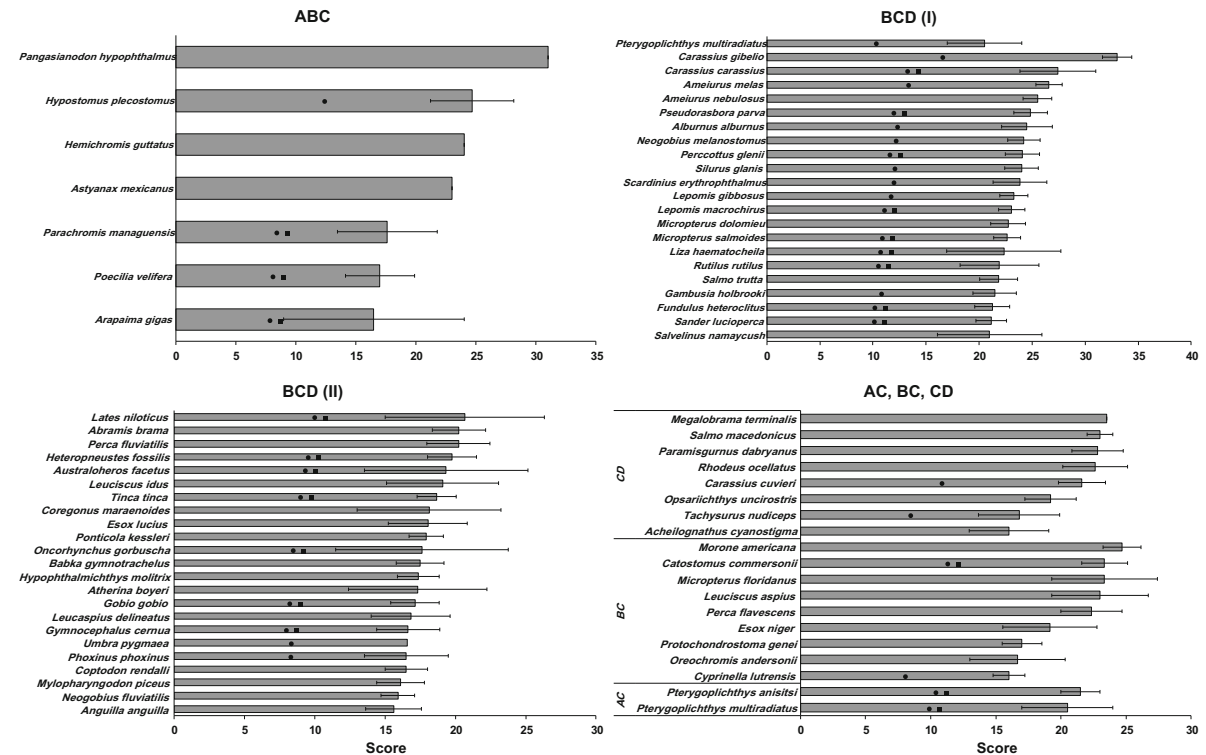 ABC
Pangasianodon hypophthalmus
Hypostomus plecostomus
Hemichromis guttatus
Astyanax mexicanus
Parachromis managuensis
Poecilia velifera
Arapaima gigas
0 5 10 15 20 25 30 35
BCD (I)
Pterygoplichthys multiradiatus
Carassius gibelio
Carassius carassius
Ameiurus melas
Ameiurus nebulosus
Pseudorasbora parva
Alburnus alburnus
Neogobius melanostomus
Perccottus glenii
Silurus glanis
Scardinius erythrophthalmus
Lepomis gibbosus
Lepomis macrochirus
Micropterus dolomieu
Micropterus salmoides
Liza haematocheila
Rutilus rutilus
Salmo trutta
Gambusia holbrooki
Fundulus heteroclitus
Sander lucioperca
Salvelinus namaycush
0 5 10 15 20 25 30 35 40
BCD (II)
Lates niloticus
Abramis brama
Perca fluviatilis
Heteropneustes fossilis
Australoheros facetus
Leuciscus idus
Tinca tinca
Coregonus maraenoides
Esox lucius
Ponticola kessleri
Oncorhynchus gorbuscha
Babka gymnotrachelus
Hypophthalmichthys molitrix
Atherina boyeri
Gobio gobio
Leucaspius delineatus
Gymnocephalus cernua
Umbra pygmaea
Phoxinus phoxinus
Coptodon rendalli
Mylopharyngodon piceus
Neogobius fluviatilis
Anguilla anguilla
0 5 10 15 20 25 30
Score
AC, BC, CD
CD
Megalobrama terminalis
Salmo macedonicus
Paramisgurnus dabryanus
Rhodeus ocellatus
Carassius cuvieri
Opsariichthys uncirostris
Tachysurus nudiceps
Acheilognathus cyanostigma
BC
Morone americana
Catostomus commersonii
Micropterus floridanus
Leuciscus aspius
Perca flavescens
Esox niger
Protochondrostoma genei
Oreochromis andersonii
Cyprinella lutrensis
AC
Pterygoplichthys anisitsi
Pterygoplichthys multiradiatus
0 5 10 15 20 25 30
Score